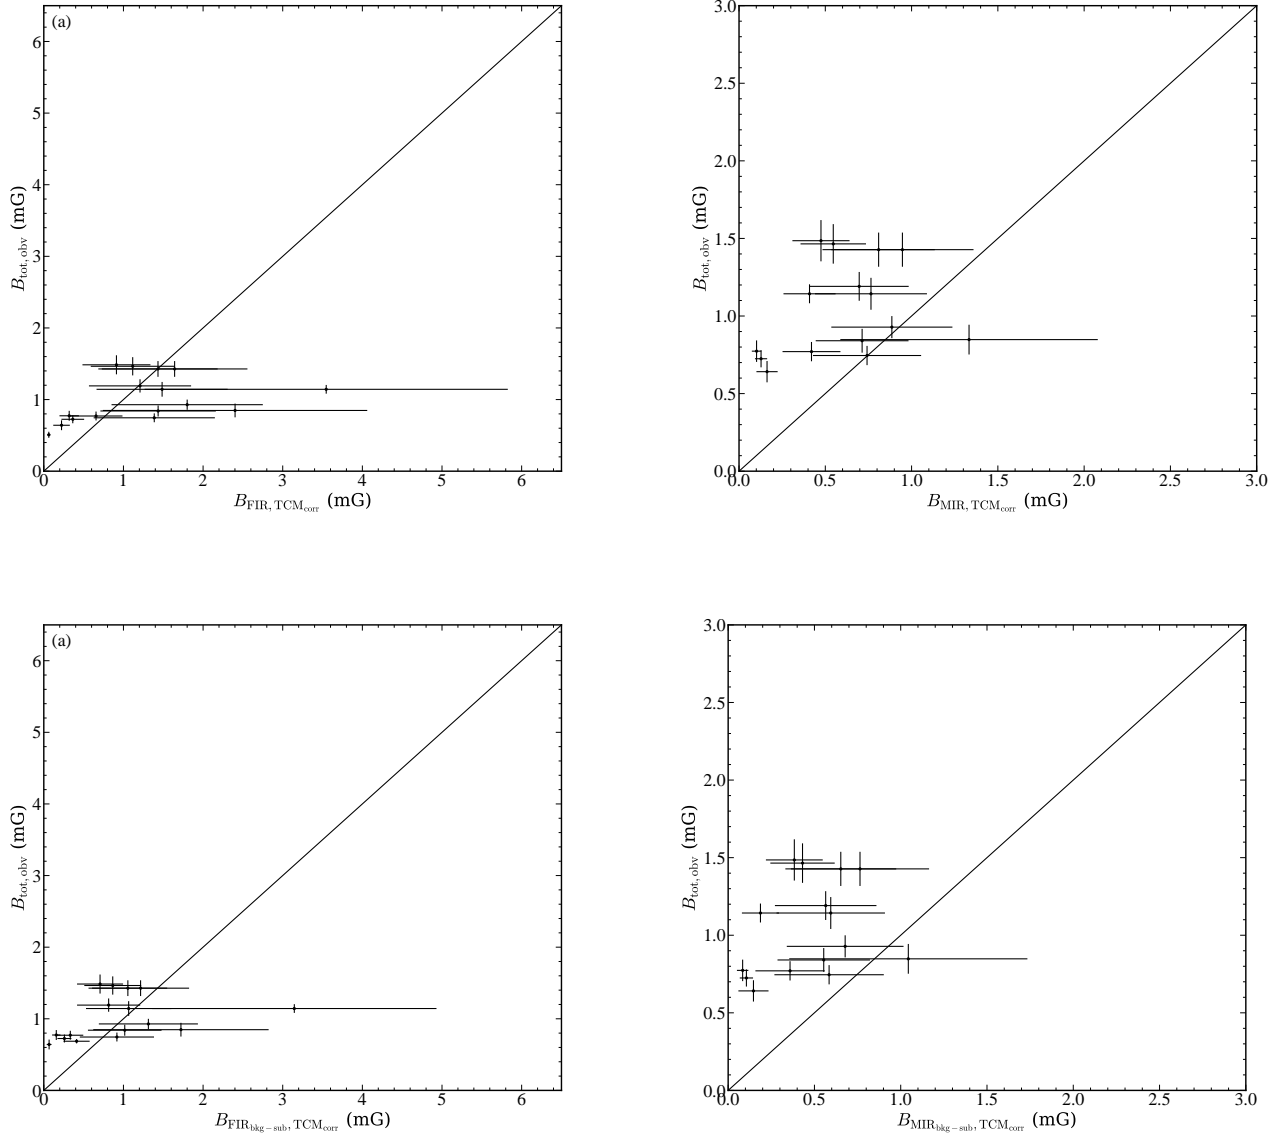 (a)
6
5
4
3
2
1
0
0 1 2 3 4 5 6
B_tot, obv (mG)
B_FIR, TCM_corr (mG)
3.0
2.5
2.0
1.5
1.0
0.5
0.0
0.0 0.5 1.0 1.5 2.0 2.5 3.0
B_tot, obv (mG)
B_MIR, TCM_corr (mG)
(a)
6
5
4
3
2
1
0
0 1 2 3 4 5 6
B_tot, obv (mG)
B_FIR_bkg−sub, TCM_corr (mG)
3.0
2.5
2.0
1.5
1.0
0.5
0.0
0.0 0.5 1.0 1.5 2.0 2.5 3.0
B_tot, obv (mG)
B_MIR_bkg−sub, TCM_corr (mG)